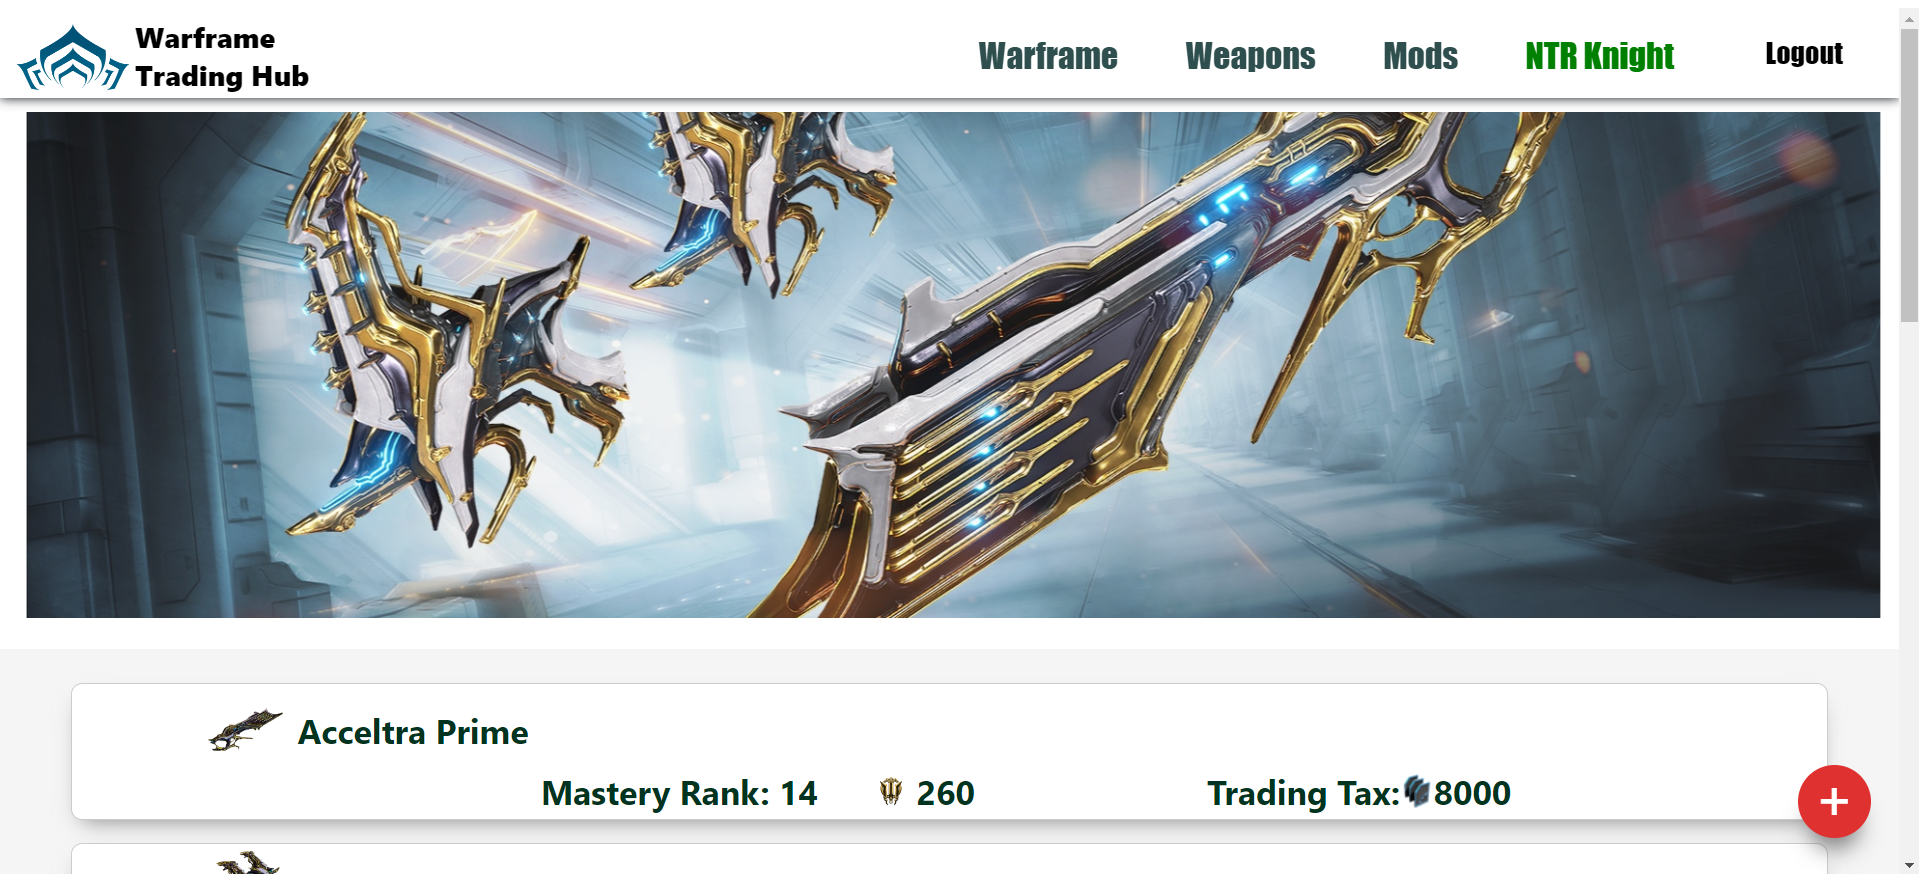 Warframe
Trading Hub
Warframe
Weapons
Mods
NTR Knight
Logout
Acceltra Prime
Mastery Rank: 14
260
Trading Tax:8000
+